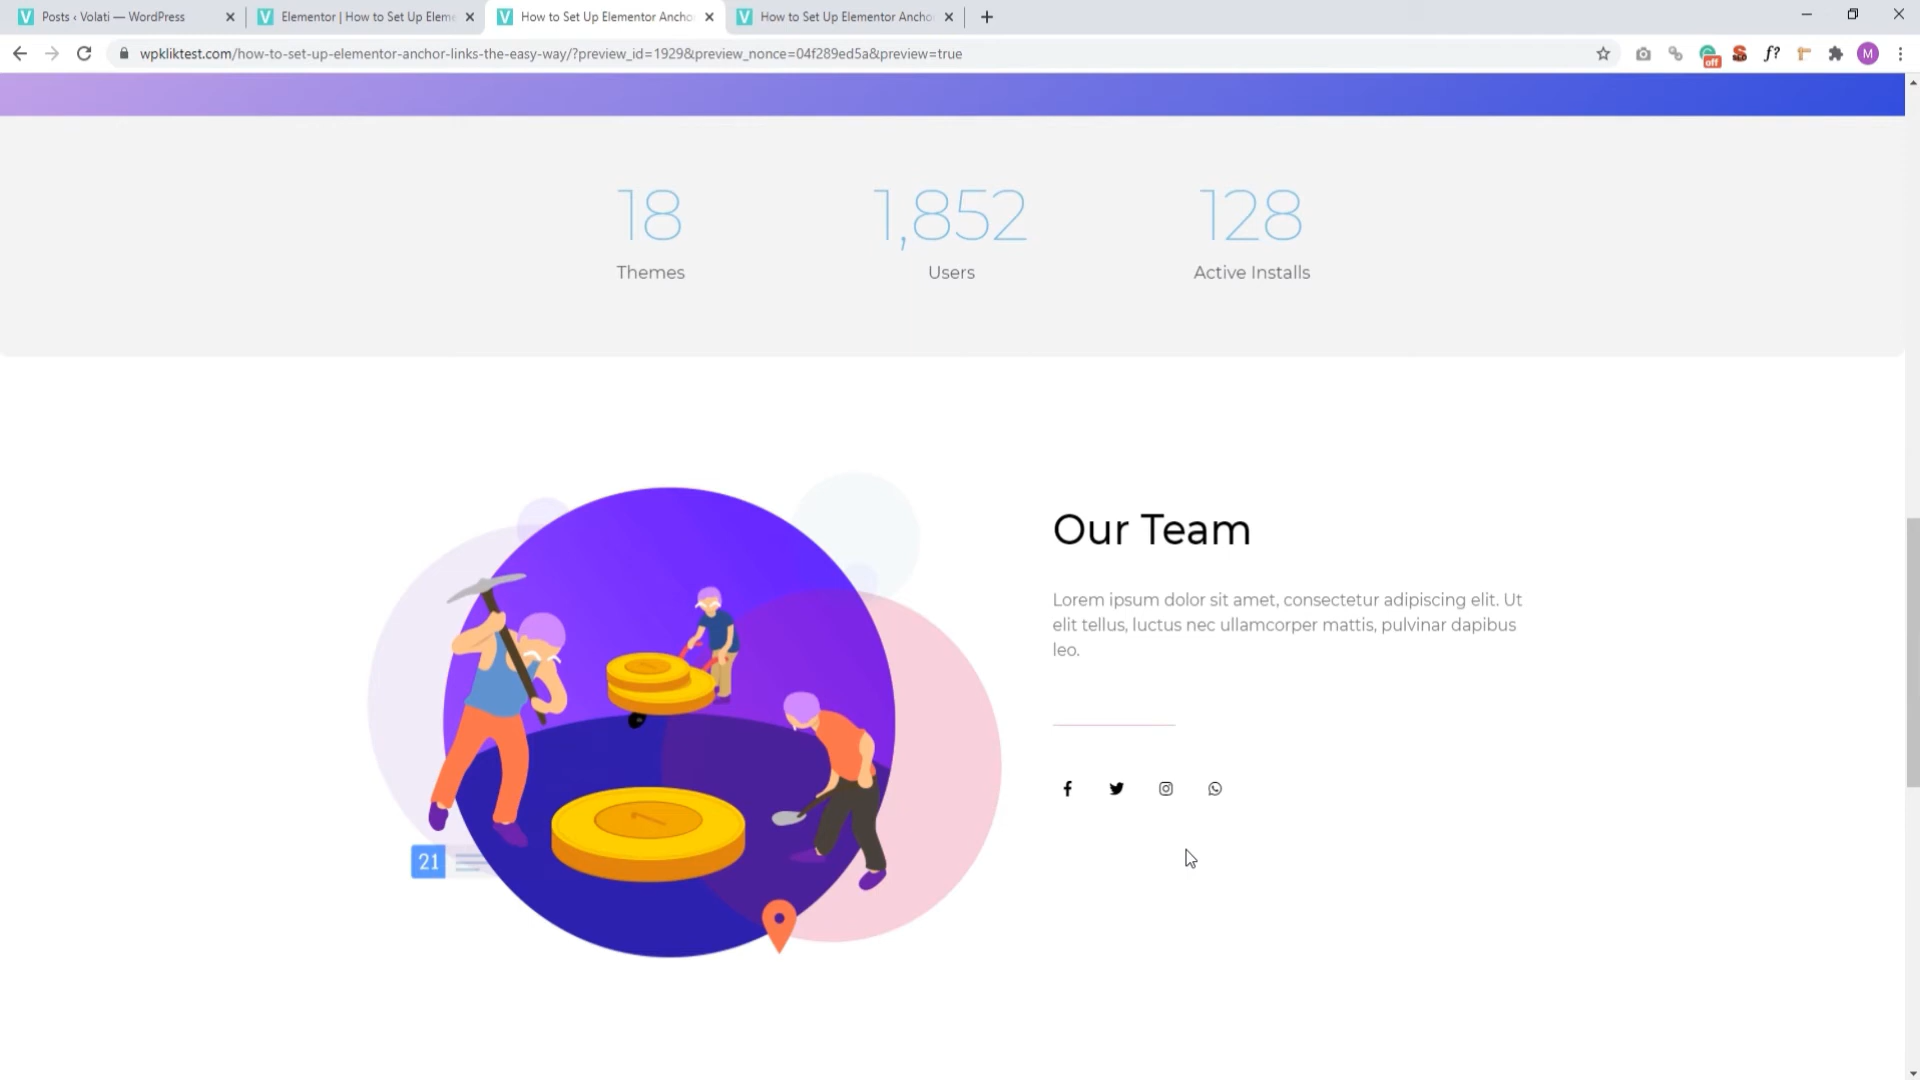 Posts ‹ Volati — WordPress
Elementor | How to Set Up Eleme
How to Set Up Elementor Ancho
How to Set Up Elementor Ancho
wpkliktest.com/how-to-set-up-elementor-anchor-links-the-easy-way/?preview_id=1929&preview_nonce=04f289ed5a&preview=true
off
f?
M
18
1,852
128
Themes
Users
Active Installs
Our Team
Lorem ipsum dolor sit amet, consectetur adipiscing elit. Ut
elit tellus, luctus nec ullamcorper mattis, pulvinar dapibus
leo.
21